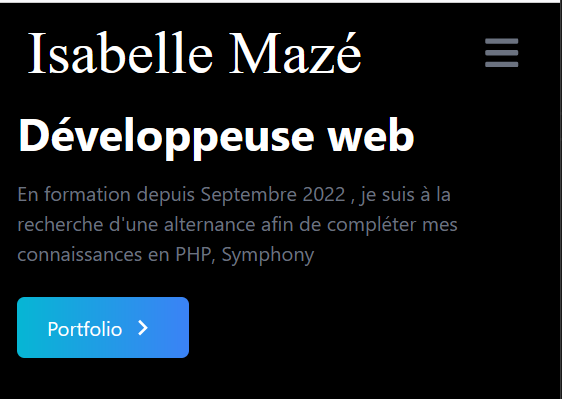 Isabelle Mazé
Développeuse web
En formation depuis Septembre 2022 , je suis à la
recherche d'une alternance afin de compléter mes
connaissances en PHP, Symphony
Portfolio